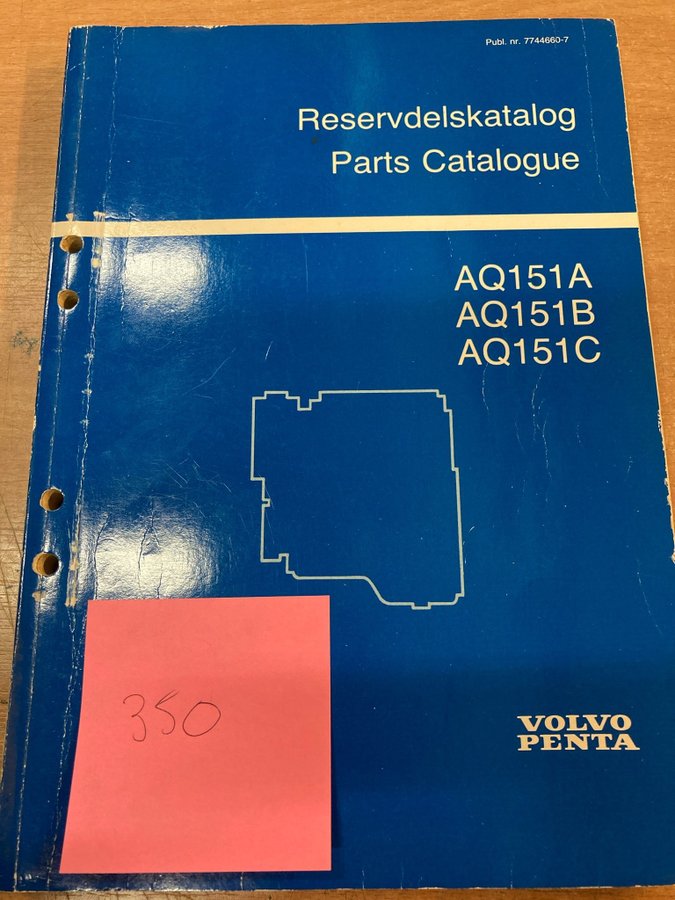 Publ. nr. 7744660-7
Reservdelskatalog
Parts Catalogue
AQ151A
AQ151B
AQ151C
350
VOLVO
PENTA